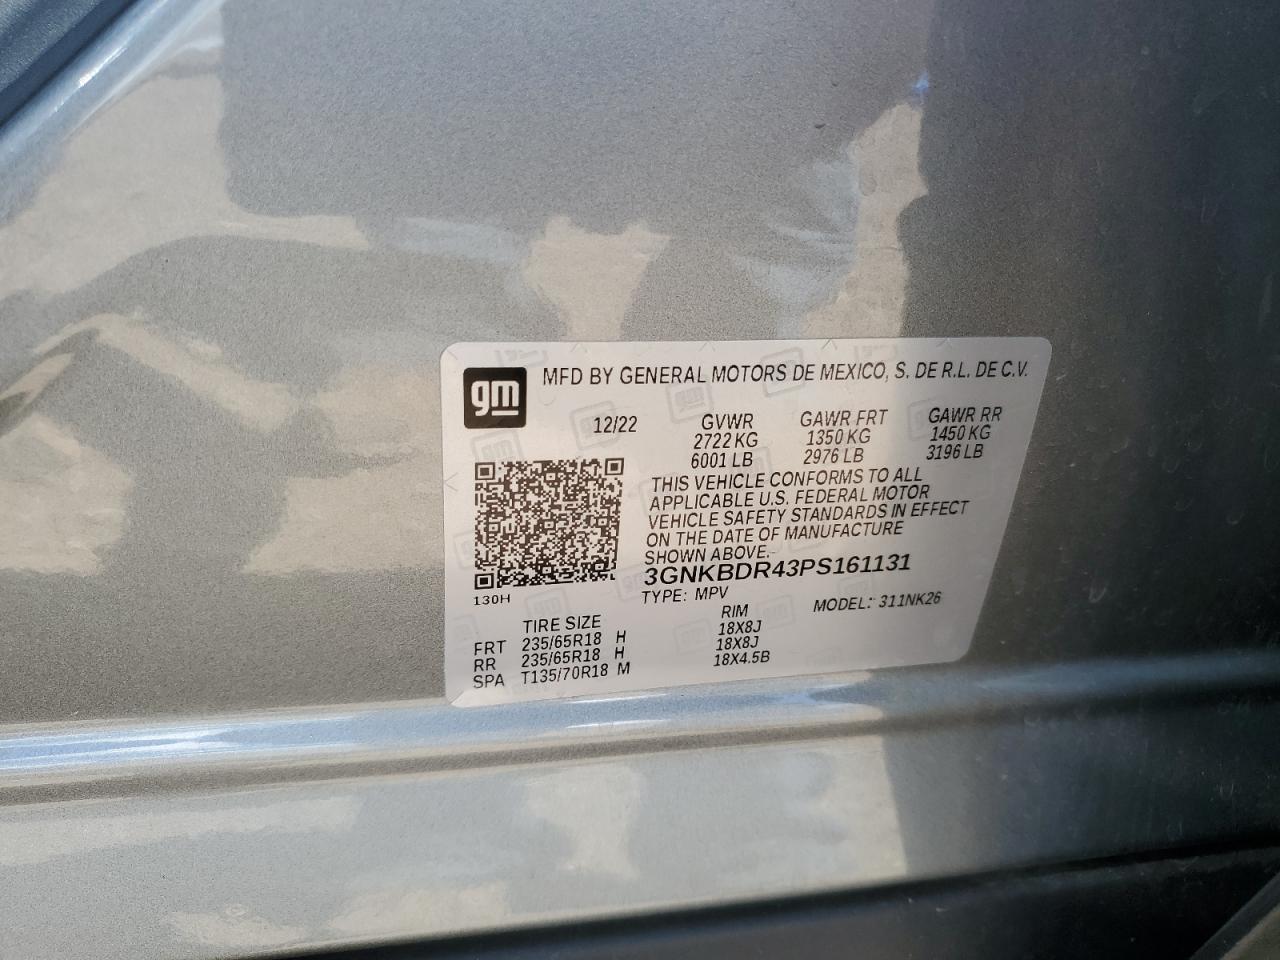 gm
MFD BY GENERAL MOTORS DE MEXICO, S. DE R.L. DE C.V.
12/22 GVWR GAWR FRT GAWR RR
2722 KG 1350 KG 1450 KG
6001 LB 2976 LB 3196 LB
THIS VEHICLE CONFORMS TO ALL
APPLICABLE U.S. FEDERAL MOTOR
VEHICLE SAFETY STANDARDS IN EFFECT
ON THE DATE OF MANUFACTURE
SHOWN ABOVE.
3GNKBDR43PS161131
TYPE: MPV MODEL: 311NK26
130H
TIRE SIZE RIM
FRT 235/65R18 H 18X8J
RR 235/65R18 H 18X8J
SPA T135/70R18 M 18X4.5B